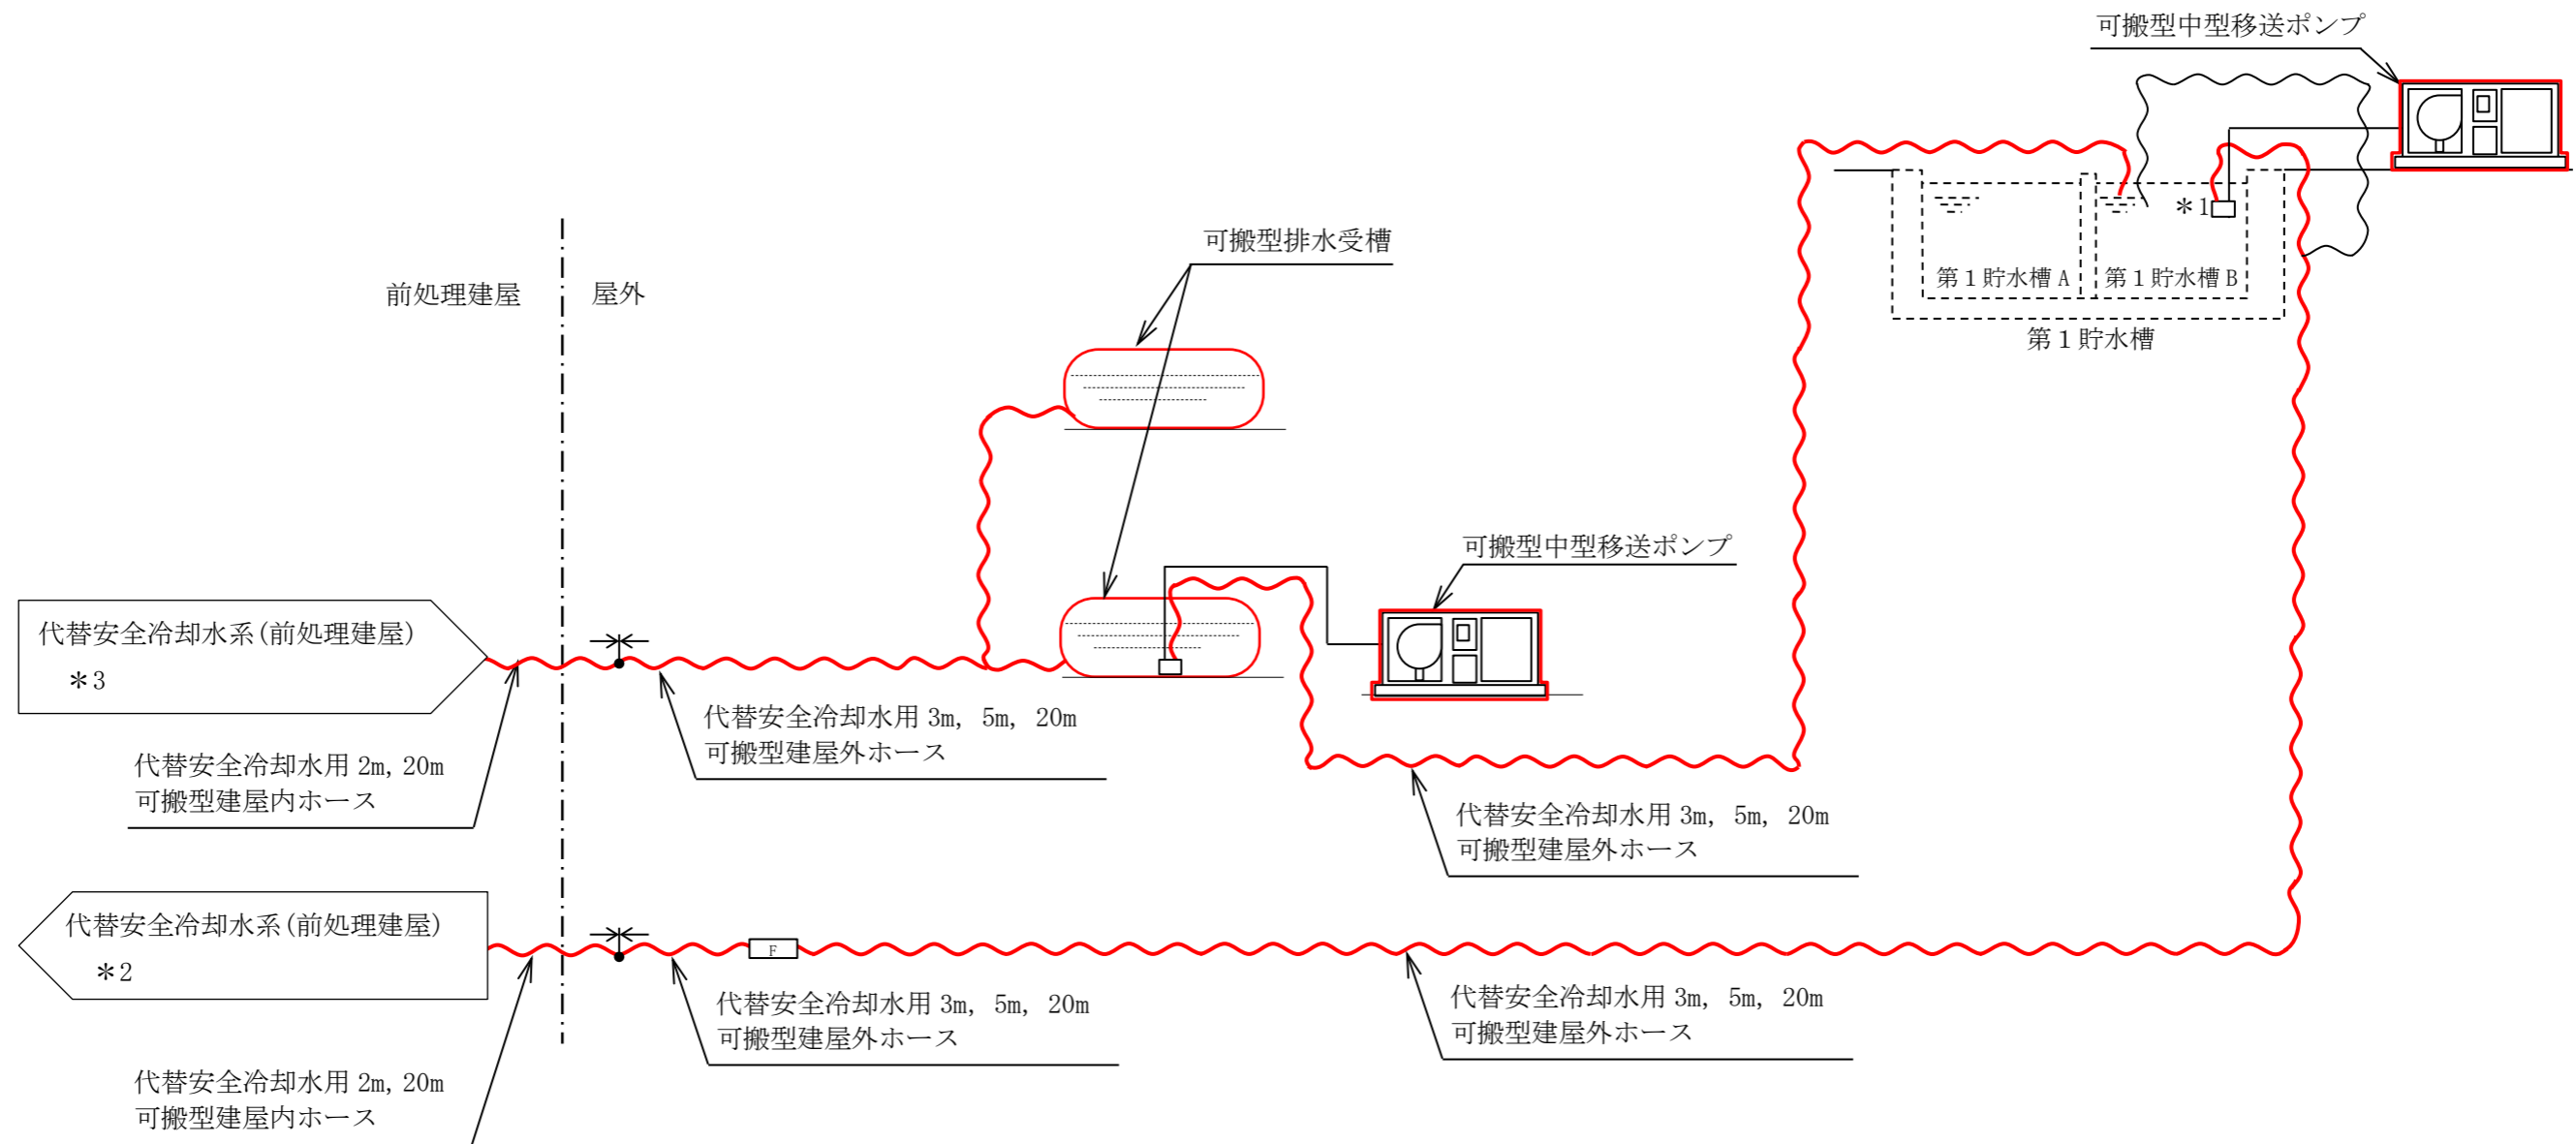 可搬型中型移送ポンプ
*1
第1貯水槽 A
第1貯水槽 B
第1貯水槽
可搬型排水受槽
前処理建屋
屋外
可搬型中型移送ポンプ
代替安全冷却水系(前処理建屋)
*3
代替安全冷却水用 3m, 5m, 20m
可搬型建屋外ホース
代替安全冷却水用 2m, 20m
可搬型建屋内ホース
代替安全冷却水用 3m, 5m, 20m
可搬型建屋外ホース
代替安全冷却水系(前処理建屋)
*2
F
代替安全冷却水用 3m, 5m, 20m
可搬型建屋外ホース
代替安全冷却水用 3m, 5m, 20m
可搬型建屋外ホース
代替安全冷却水用 2m, 20m
可搬型建屋内ホース